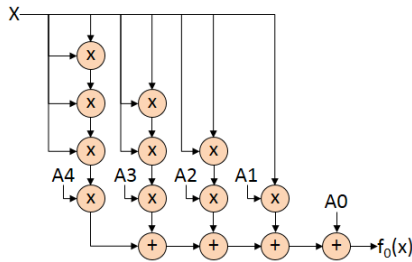 X
x
x x
x x x
A4 A3 A2 A1
x x x x
A0
+ + + + f₀(x)